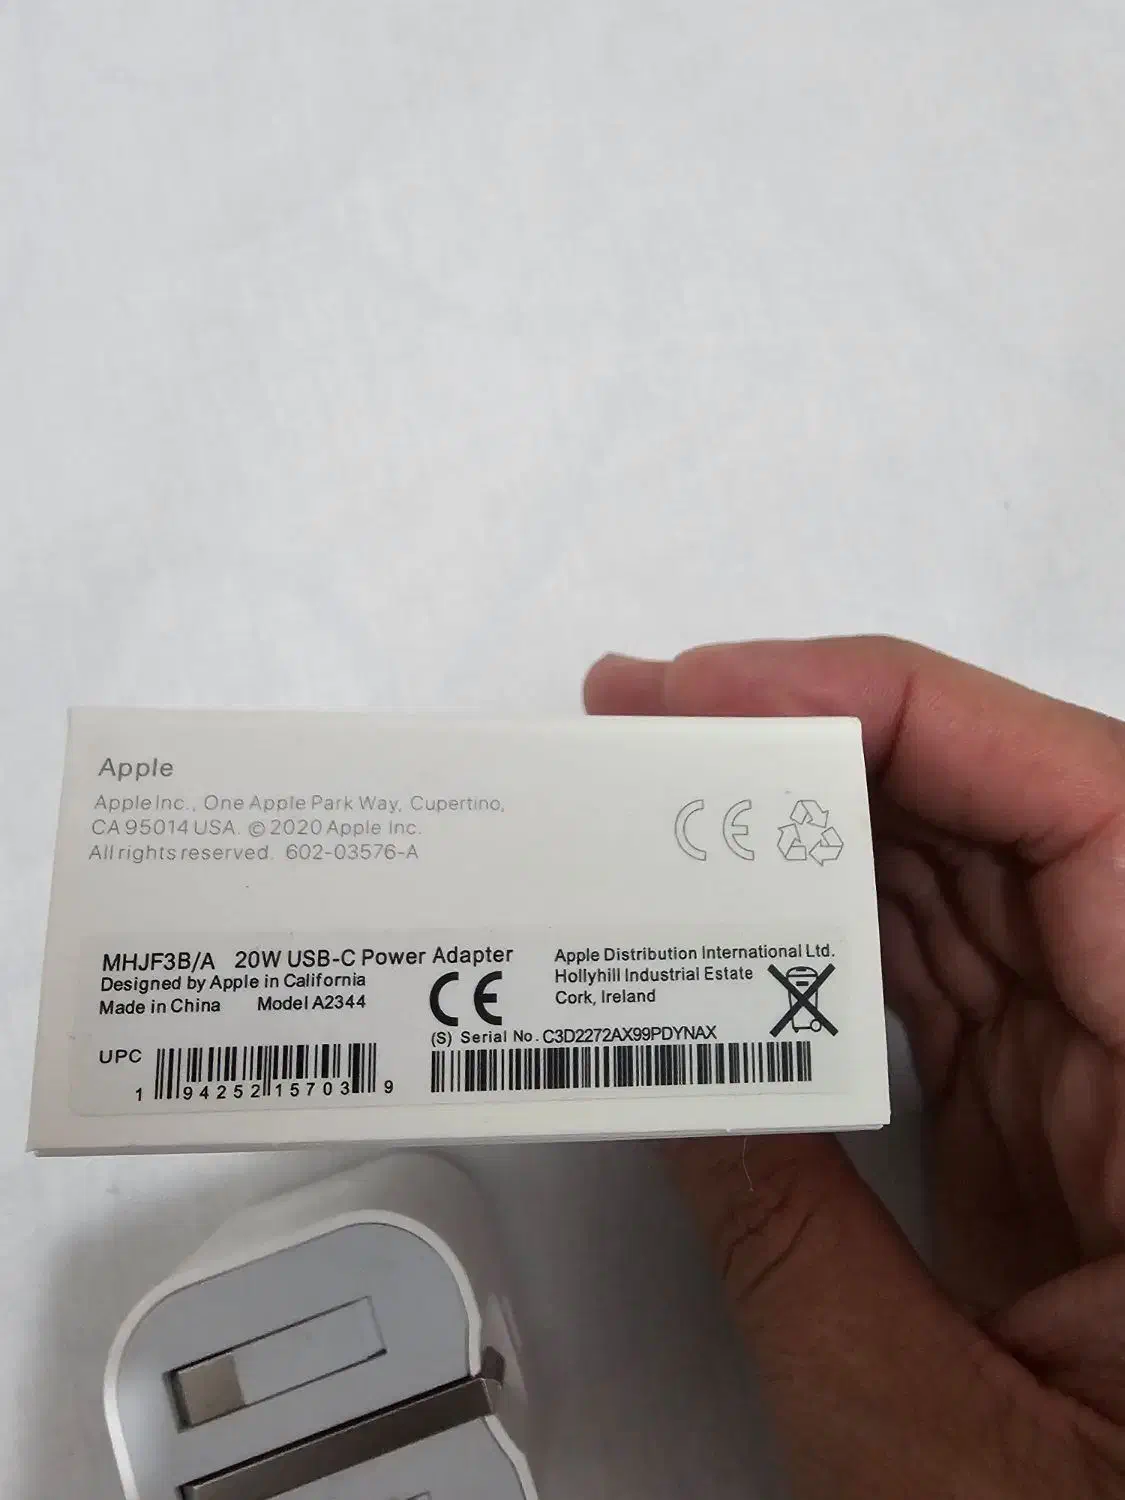 Apple
Apple Inc., One Apple Park Way, Cupertino,
CA 95014 USA. © 2020 Apple Inc.
All rights reserved. 602-03576-A
CE
MHJF3B/A 20W USB-C Power Adapter
Designed by Apple in California
Made in China Model A2344
CE
Apple Distribution International Ltd.
Hollyhill Industrial Estate
Cork, Ireland
(S) Serial No. C3D2272AX99PDYNAX
UPC
1 94252 15703 9